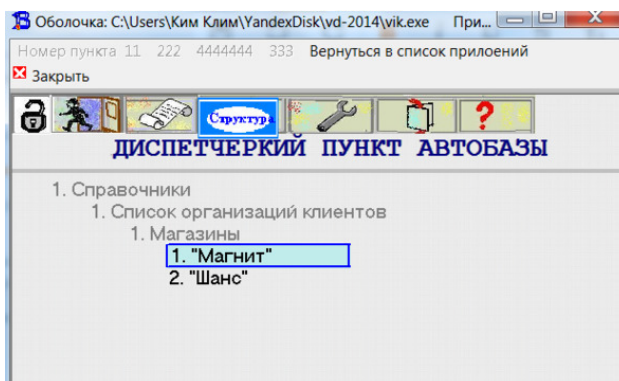 Оболочка: C:\Users\Ким Клим\YandexDisk\vd-2014\vik.exe При...
Номер пункта 11 222 4444444 333 Вернуться в список прилоений
Закрыть
Структура
ДИСПЕТЧЕРКИЙ ПУНКТ АВТОБАЗЫ
1. Справочники
1. Список организаций клиентов
1. Магазины
1. "Магнит"
2. "Шанс"